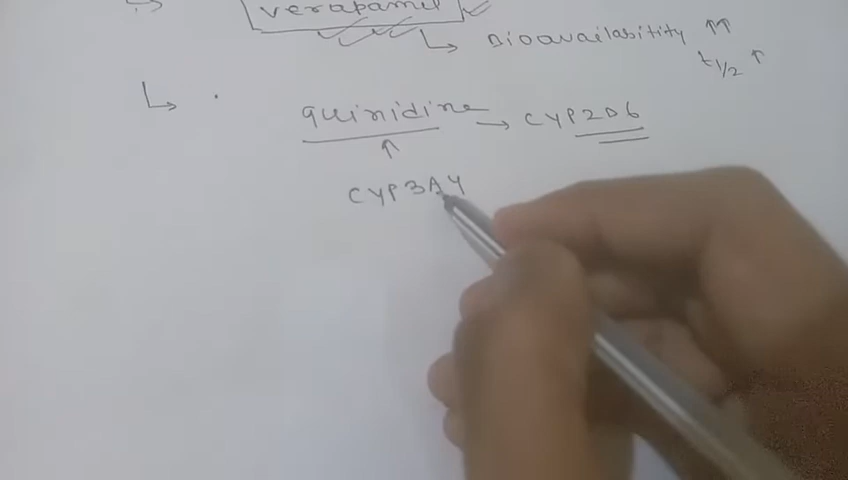 verapamil
↳ Bioavailability ↑↑
t1/2 ↑
↳ .
quinidine → CYP2D6
↑
CYP3A4